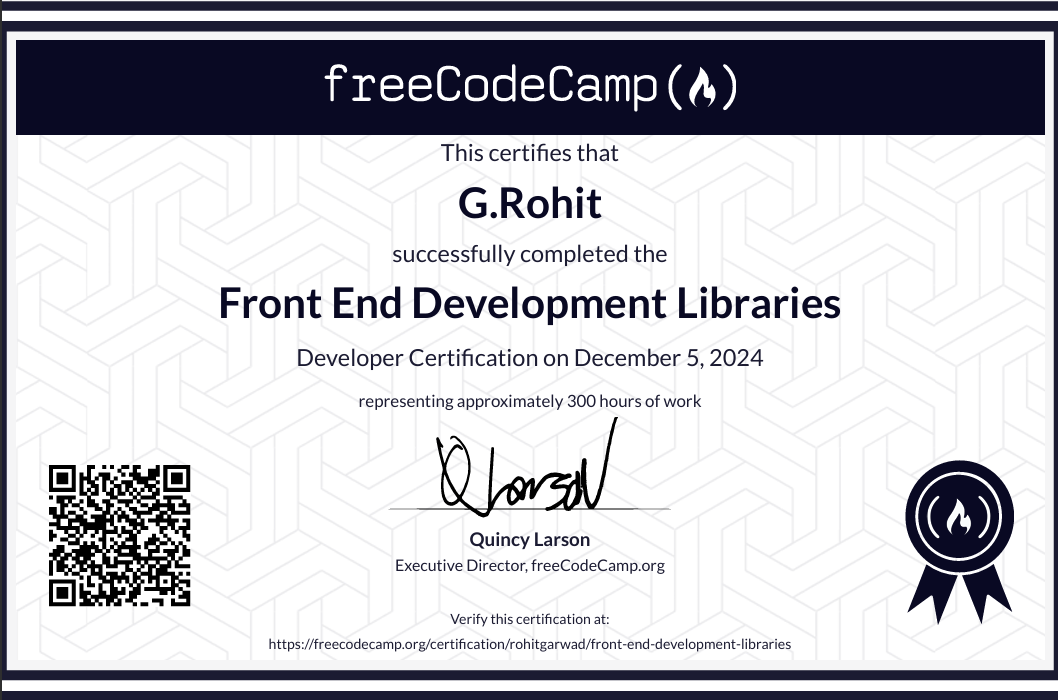 freeCodeCamp
This certifies that
G.Rohit
successfully completed the
Front End Development Libraries
Developer Certification on December 5, 2024
representing approximately 300 hours of work
Q Larson
Quincy Larson
Executive Director, freeCodeCamp.org
Verify this certification at:
https://freecodecamp.org/certification/rohitgarwad/front-end-development-libraries